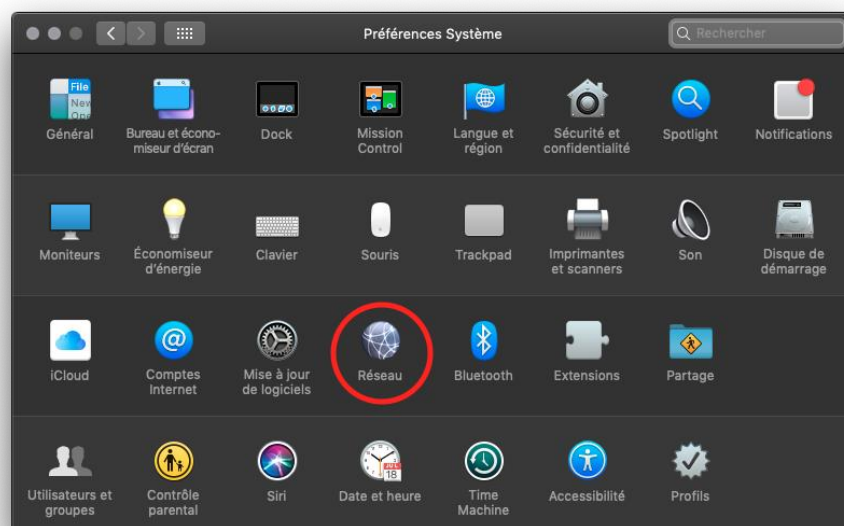 Préférences Système
Rechercher
File
New
Ope
Général
Bureau et écono-
miseur d'écran
Dock
Mission
Control
Langue et
région
Sécurité et
confidentialité
Spotlight
Notifications
Moniteurs
Économiseur
d'énergie
Clavier
Souris
Trackpad
Imprimantes
et scanners
Son
Disque de
démarrage
iCloud
@
Comptes
Internet
Mise à jour
de logiciels
Réseau
Bluetooth
Extensions
Partage
Utilisateurs et
groupes
Contrôle
parental
Siri
JUL
18
Date et heure
Time
Machine
Accessibilité
Profils